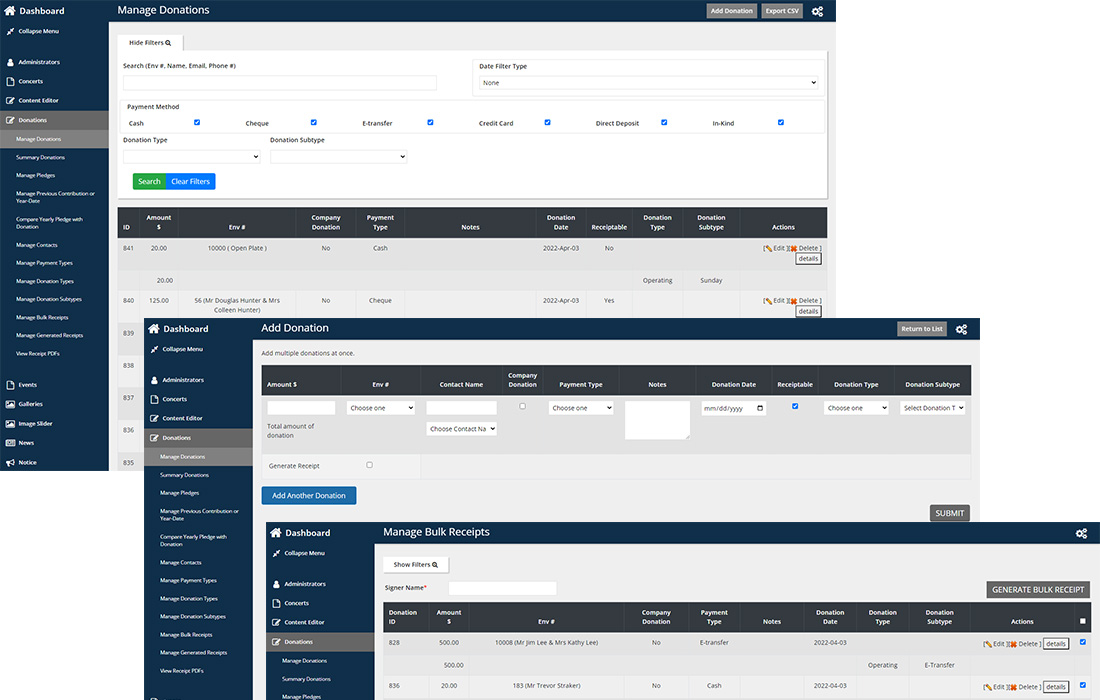 Dashboard
Collapse Menu
Administrators
Concerts
Content Editor
Donations
Manage Donations
Summary Donations
Manage Pledges
Manage Previous Contribution or
Year-Date
Compare Yearly Pledge with
Donation
Manage Contacts
Manage Payment Types
Manage Donation Types
Manage Donation Subtypes
Manage Bulk Receipts
Manage Generated Receipts
View Receipt PDFs
Events
Galleries
Image Slider
News
Notice
Manage Donations
Add Donation Export CSV
Hide Filters
Search (Env #, Name, Email, Phone #)
Date Filter Type
None
Payment Method
Cash Cheque E-transfer Credit Card Direct Deposit In-Kind
Donation Type Donation Subtype
Search Clear Filters
ID Amount $ Env # Company Donation Payment Type Notes Donation Date Receiptable Donation Type Donation Subtype Actions
841 20.00 10000 ( Open Plate ) No Cash 2022-Apr-03 No [ Edit ][ Delete ]
details
20.00 Operating Sunday
840 125.00 56 (Mr Douglas Hunter & Mrs Colleen Hunter) No Cheque 2022-Apr-03 Yes [ Edit ][ Delete ]
details
839
838
837
836
835
Dashboard
Collapse Menu
Administrators
Concerts
Content Editor
Donations
Manage Donations
Summary Donations
Manage Pledges
Manage Previous Contribution or
Year-Date
Compare Yearly Pledge with
Donation
Manage Contacts
Manage Payment Types
Manage Donation Types
Manage Donation Subtypes
Manage Bulk Receipts
Manage Generated Receipts
View Receipt PDFs
Add Donation
Return to List
Add multiple donations at once.
Amount $ Env # Contact Name Company Donation Payment Type Notes Donation Date Receiptable Donation Type Donation Subtype
Choose one Choose one mm/dd/yyyy Choose one Select Donation T
Total amount of
donation
Choose Contact Na
Generate Receipt
Add Another Donation
SUBMIT
Dashboard
Collapse Menu
Administrators
Concerts
Content Editor
Donations
Manage Donations
Summary Donations
Manage Pledges
Manage Bulk Receipts
Show Filters
Signer Name*
GENERATE BULK RECEIPT
Donation ID Amount $ Env # Company Donation Payment Type Notes Donation Date Donation Type Donation Subtype Actions
828 500.00 10008 (Mr Jim Lee & Mrs Kathy Lee) No E-transfer 2022-04-03 [ Edit ][ Delete ] details
500.00 Operating E-Transfer
836 20.00 183 (Mr Trevor Straker) No Cash 2022-04-03 [ Edit ][ Delete ] details